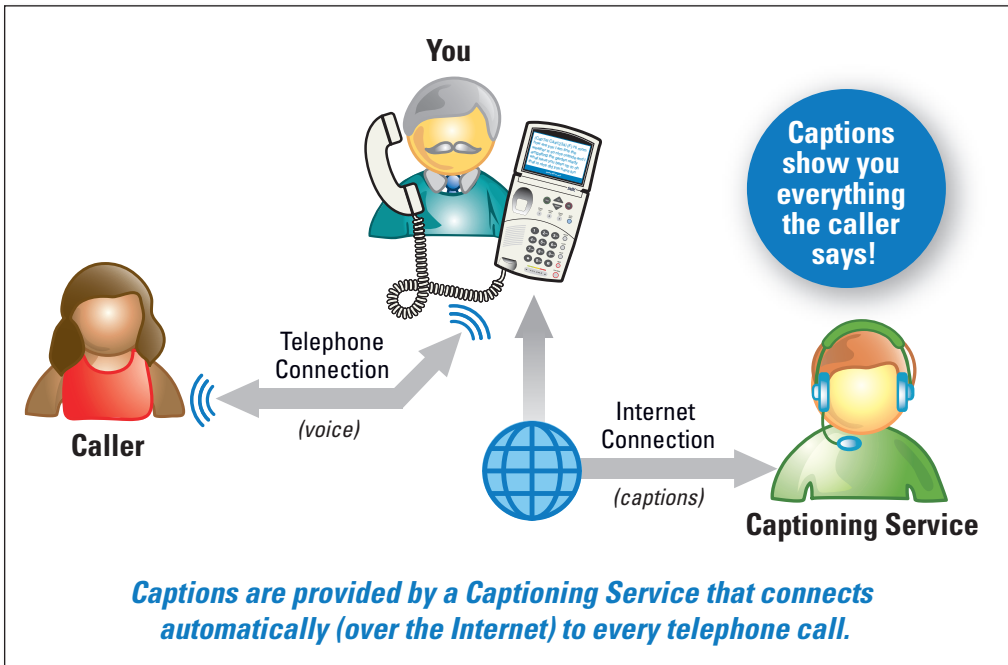 You
Captions
show you
everything
the caller
says!
Telephone
Connection
(voice)
Caller
Internet
Connection
(captions)
Captioning Service
Captions are provided by a Captioning Service that connects
automatically (over the Internet) to every telephone call.